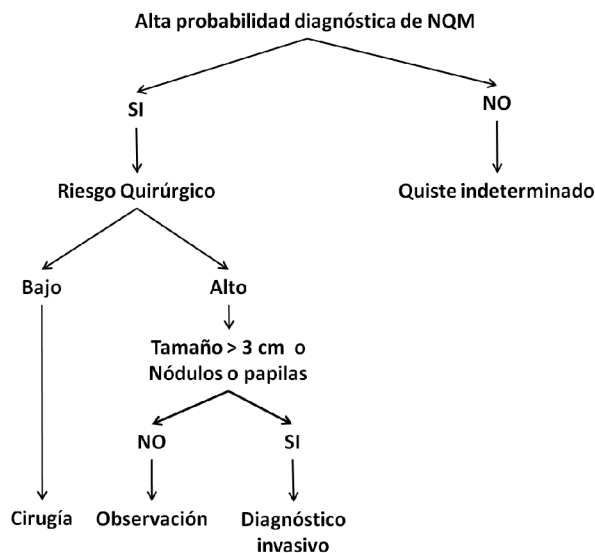 Alta probabilidad diagnóstica de NQM
SI
NO
Riesgo Quirúrgico
Quiste indeterminado
Bajo
Alto
Tamaño > 3 cm o
Nódulos o papilas
NO
SI
Cirugía
Observación
Diagnóstico
invasivo